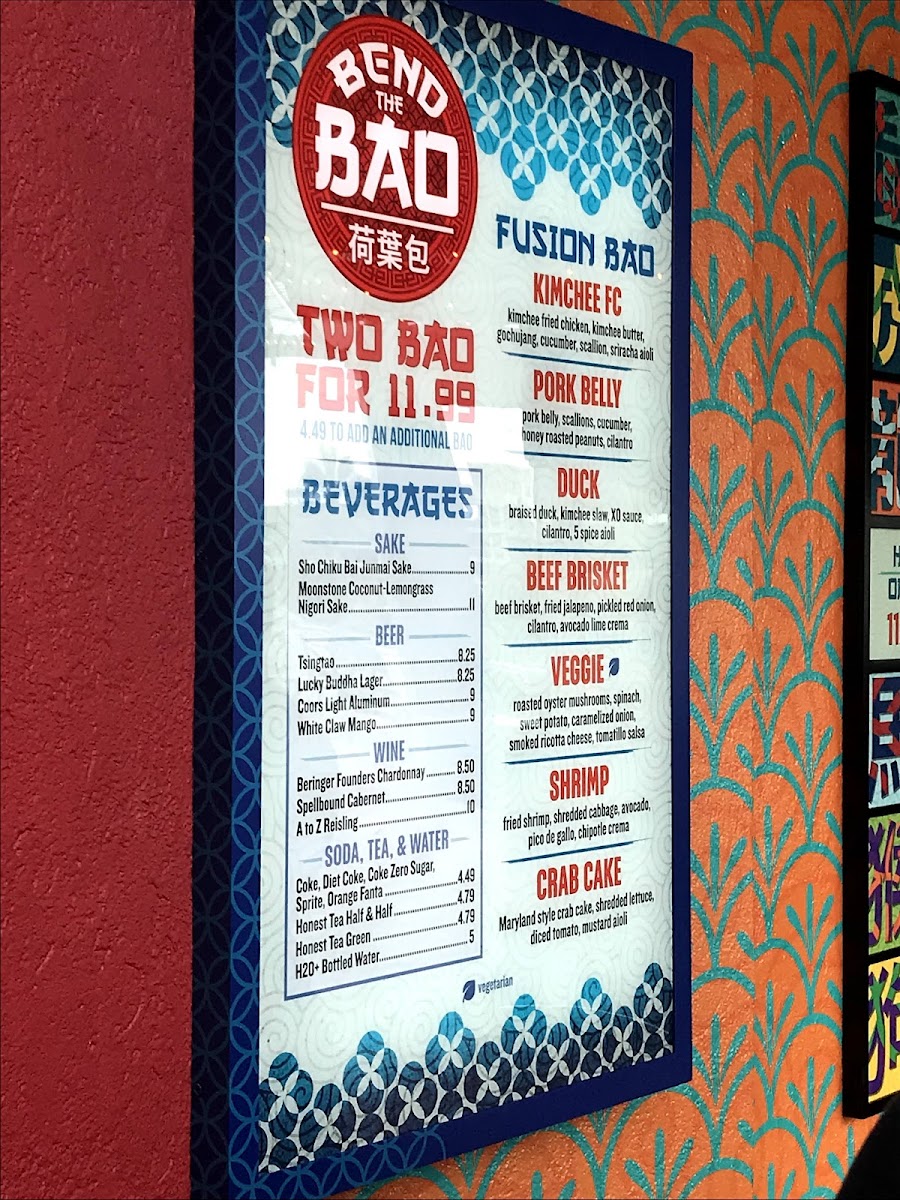 BEND
THE
BAO
荷葉包
TWO BAO
FOR 11.99
4.49 TO ADD AN ADDITIONAL BAO
BEVERAGES
SAKE
Sho Chiku Bai Junmai Sake 9
Moonstone Coconut-Lemongrass
Nigori Sake 11
BEER
Tsingtao 8.25
Lucky Buddha Lager 8.25
Coors Light Aluminum 9
White Claw Mango 9
WINE
Beringer Founders Chardonnay 8.50
Spellbound Cabernet 8.50
A to Z Reisling 10
SODA, TEA, & WATER
Coke, Diet Coke, Coke Zero Sugar,
Sprite, Orange Fanta 4.49
Honest Tea Half & Half 4.79
Honest Tea Green 4.79
H20+ Bottled Water 5
vegetarian
FUSION BAO
KIMCHEE FC
kimchee fried chicken, kimchee butter,
gochujang, cucumber, scallion, sriracha aioli
PORK BELLY
pork belly, scallions, cucumber,
honey roasted peanuts, cilantro
DUCK
braised duck, kimchee slaw, XO sauce,
cilantro, 5 spice aioli
BEEF BRISKET
beef brisket, fried jalapeno, pickled red onion,
cilantro, avocado lime crema
VEGGIE
roasted oyster mushrooms, spinach,
sweet potato, caramelized onion,
smoked ricotta cheese, tomatillo salsa
SHRIMP
fried shrimp, shredded cabbage, avocado,
pico de gallo, chipotle crema
CRAB CAKE
Maryland style crab cake, shredded lettuce,
diced tomato, mustard aioli